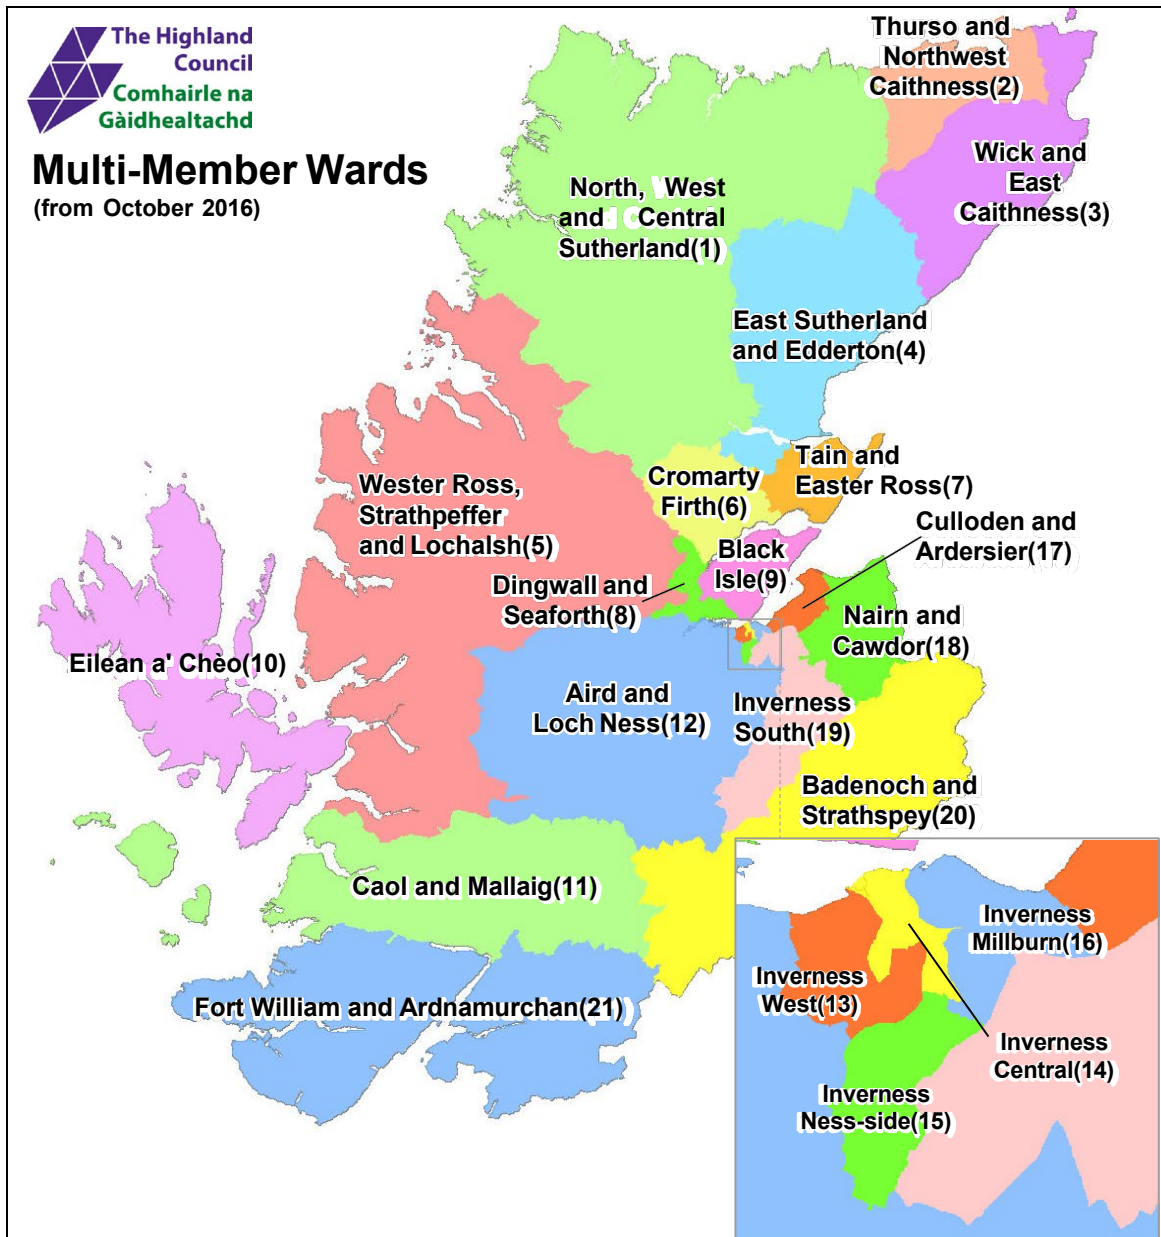 The Highland
Council
Comhairle na
Gàidhealtachd
Multi-Member Wards
(from October 2016)
Thurso and
Northwest
Caithness(2)
Wick and
East
Caithness(3)
North, West
and Central
Sutherland(1)
East Sutherland
and Edderton(4)
Tain and
Easter Ross(7)
Cromarty
Firth(6)
Wester Ross,
Strathpeffer
and Lochalsh(5)
Culloden and
Ardersier(17)
Black
Isle(9)
Dingwall and
Seaforth(8)
Nairn and
Cawdor(18)
Eilean a' Chèo(10)
Aird and
Loch Ness(12)
Inverness
South(19)
Badenoch and
Strathspey(20)
Caol and Mallaig(11)
Fort William and Ardnamurchan(21)
Inverness
Millburn(16)
Inverness
West(13)
Inverness
Central(14)
Inverness
Ness-side(15)